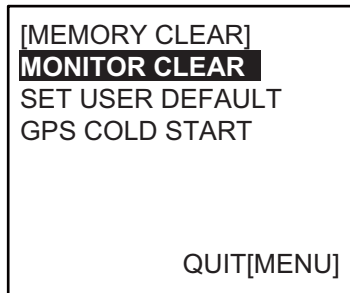 [MEMORY CLEAR]
MONITOR CLEAR
SET USER DEFAULT
GPS COLD START
QUIT[MENU]